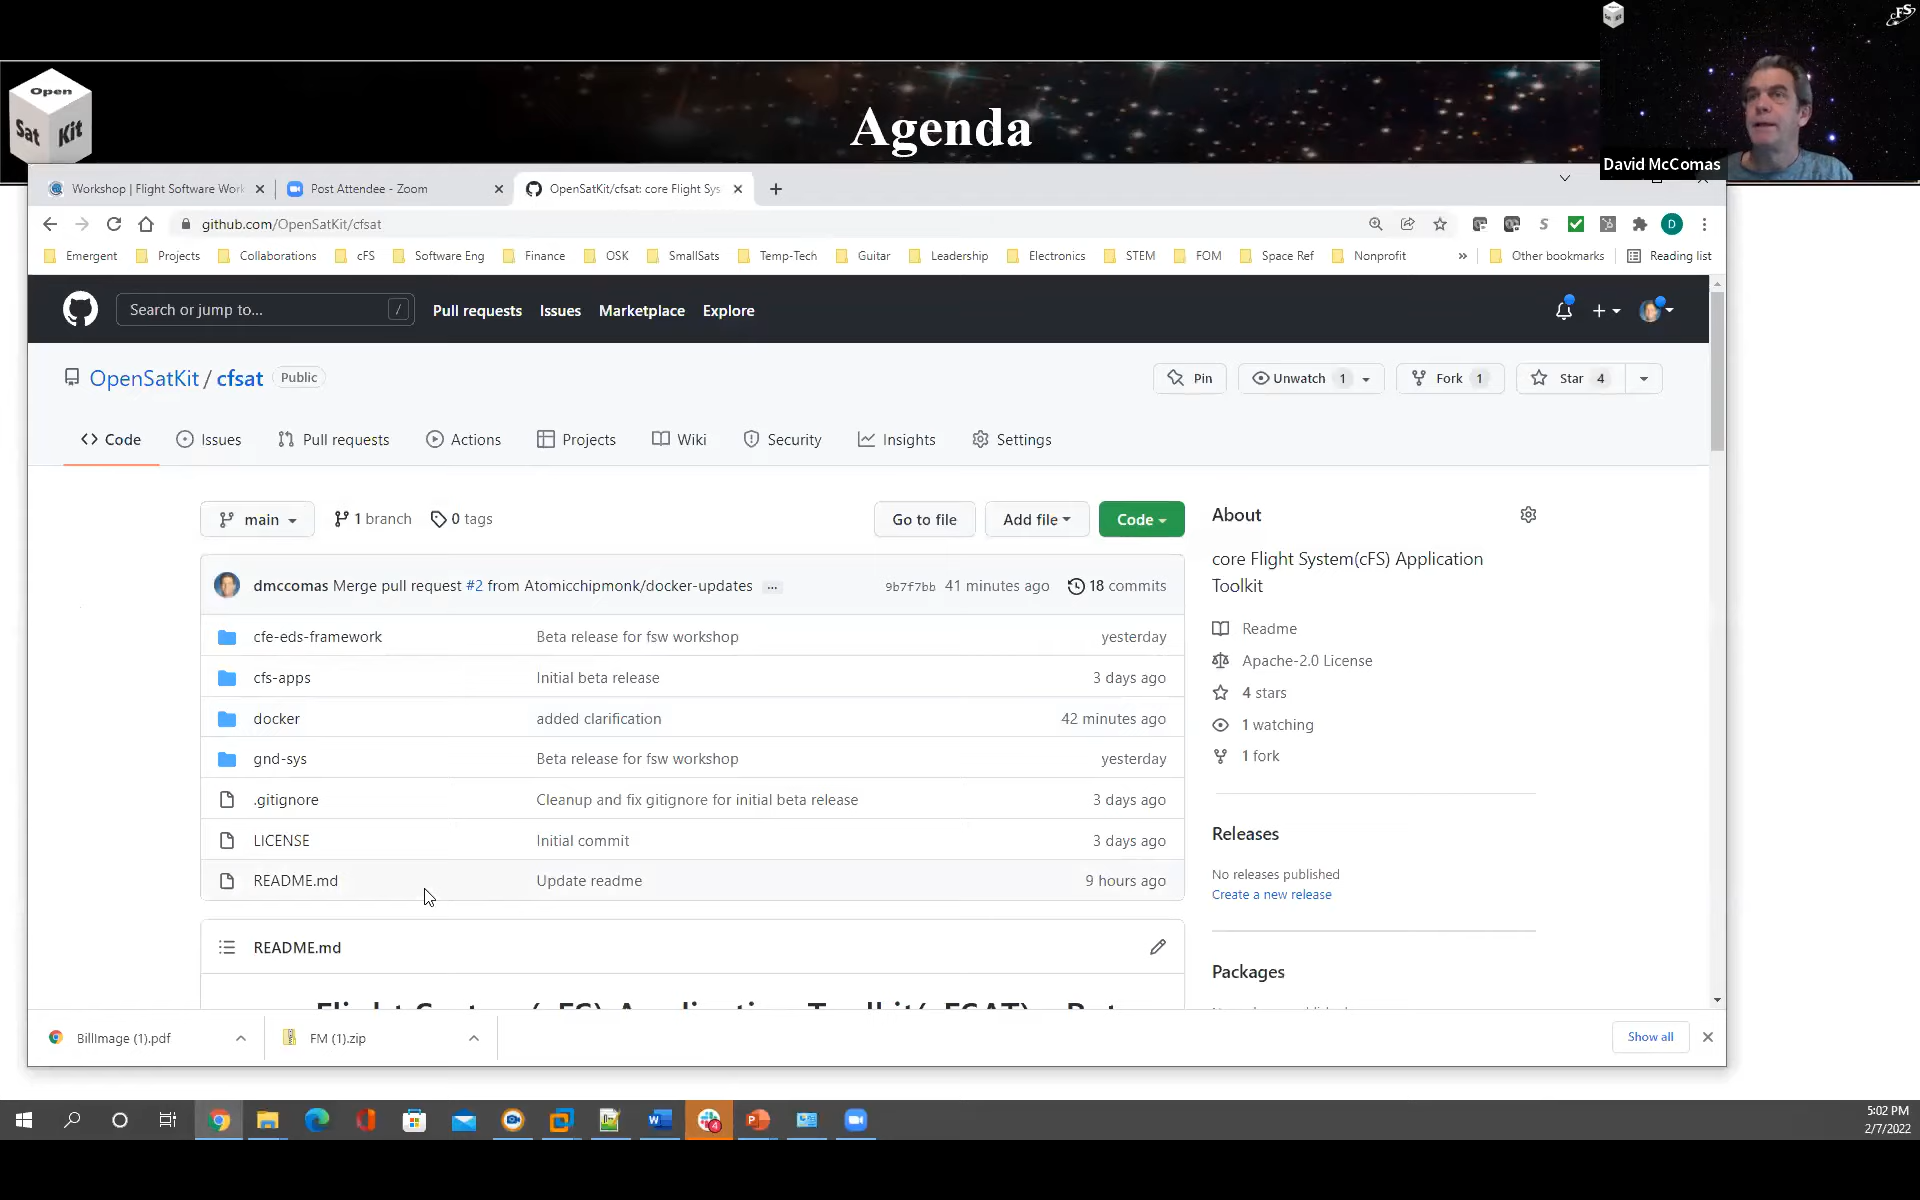 cFS
Open
Sat Kit
Agenda
David McComas
Workshop | Flight Software Work
Post Attendee - Zoom
OpenSatKit/cfsat: core Flight Sys
github.com/OpenSatKit/cfsat
Emergent Projects Collaborations cFS Software Eng Finance OSK SmallSats Temp-Tech Guitar Leadership Electronics STEM FOM Space Ref Nonprofit » Other bookmarks Reading list
Search or jump to... / Pull requests Issues Marketplace Explore
OpenSatKit / cfsat Public
Pin Unwatch 1 Fork 1 Star 4
Code Issues Pull requests Actions Projects Wiki Security Insights Settings
main 1 branch 0 tags Go to file Add file Code
dmccomas Merge pull request #2 from Atomicchipmonk/docker-updates ... 9b7f7bb 41 minutes ago 18 commits
cfe-eds-framework Beta release for fsw workshop yesterday
cfs-apps Initial beta release 3 days ago
docker added clarification 42 minutes ago
gnd-sys Beta release for fsw workshop yesterday
.gitignore Cleanup and fix gitignore for initial beta release 3 days ago
LICENSE Initial commit 3 days ago
README.md Update readme 9 hours ago
README.md
About
core Flight System(cFS) Application
Toolkit
Readme
Apache-2.0 License
4 stars
1 watching
1 fork
Releases
No releases published
Create a new release
Packages
BillImage (1).pdf
FM (1).zip
Show all
5:02 PM
2/7/2022